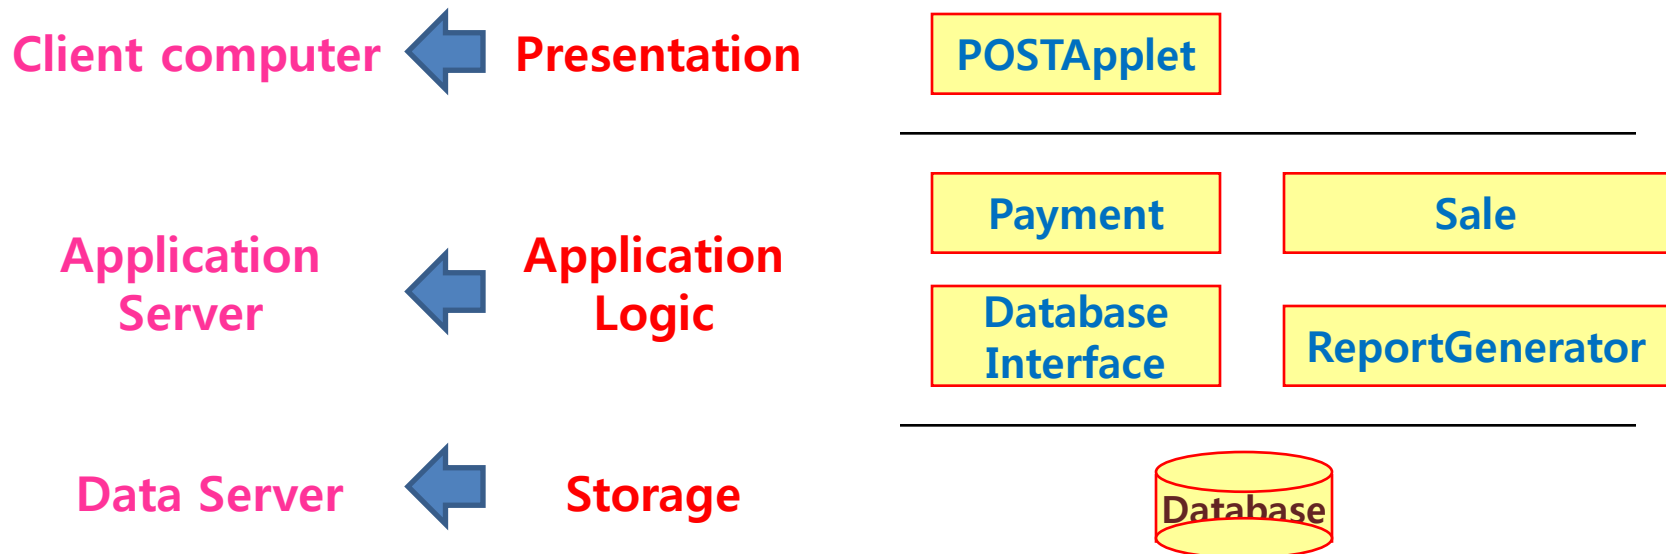 Client computer
Presentation
POSTApplet
Application
Server
Application
Logic
Payment
Sale
Database
Interface
ReportGenerator
Data Server
Storage
Database